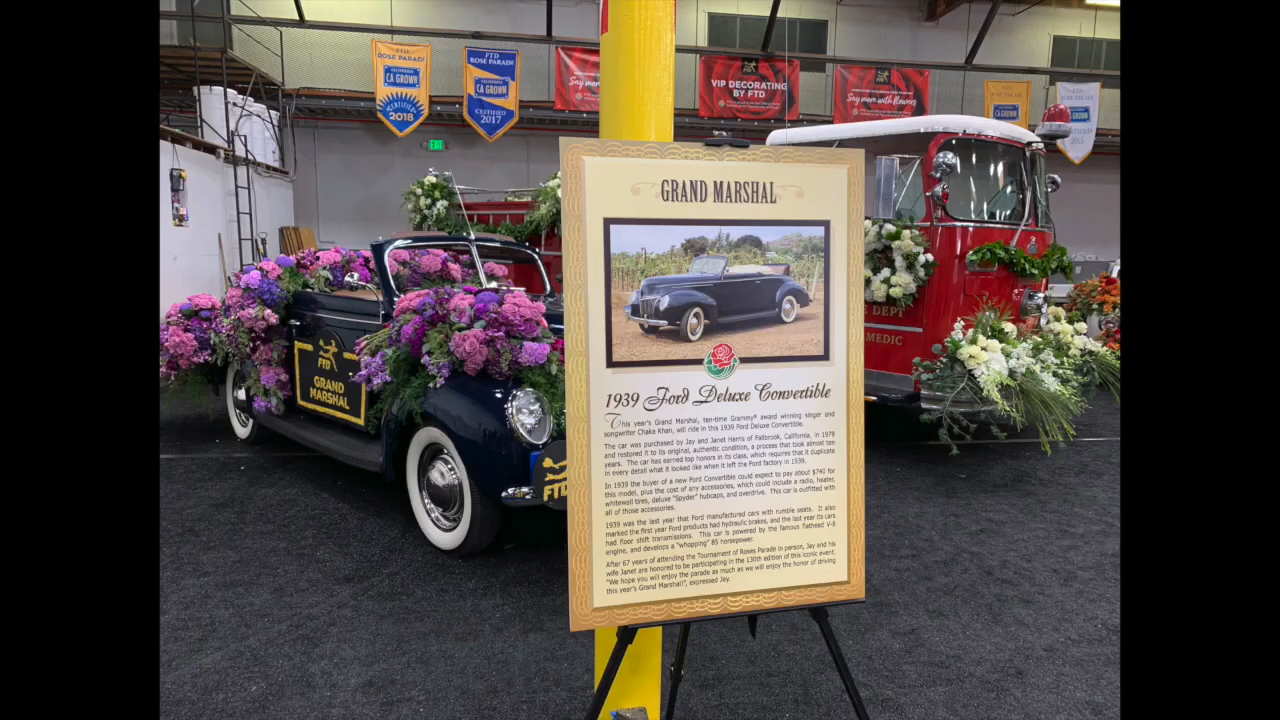 FTD
ROSE PARADE
CALIFORNIA
CA GROWN
CERTIFIED
2018
FTD
ROSE PARADE
CALIFORNIA
CA GROWN
CERTIFIED
2017
Say more
VIP DECORATING
BY FTD
Say more with flowers
CA GROWN
EXIT
FTD
GRAND
MARSHAL
FTD
DEPT
MEDIC
GRAND MARSHAL
1939 Ford Deluxe Convertible
This year's Grand Marshal, ten-time Grammy® award winning singer and
songwriter Chaka Khan, will ride in this 1939 Ford Deluxe Convertible.
The car was purchased by Jay and Janet Harris of Fallbrook, California, in 1979
and restored it to its original, authentic condition, a process that took almost ten
years. The car has earned top honors in its class, which requires that it duplicate
in every detail what it looked like when it left the Ford factory in 1939.
In 1939 the buyer of a new Ford Convertible could expect to pay about $740 for
this model, plus the cost of any accessories, which could include a radio, heater,
whitewall tires, deluxe "Spyder" hubcaps, and overdrive. This car is outfitted with
all of those accessories.
1939 was the last year that Ford manufactured cars with rumble seats. It also
marked the first year Ford products had hydraulic brakes, and the last year its cars
had floor shift transmissions. This car is powered by the famous flathead V-8
engine, and develops a "whopping" 85 horsepower.
After 67 years of attending the Tournament of Roses Parade in person, Jay and his
wife Janet are honored to be participating in the 130th edition of this iconic event.
"We hope you will enjoy the parade as much as we will enjoy the honor of driving
this year's Grand Marshal!", expressed Jay.